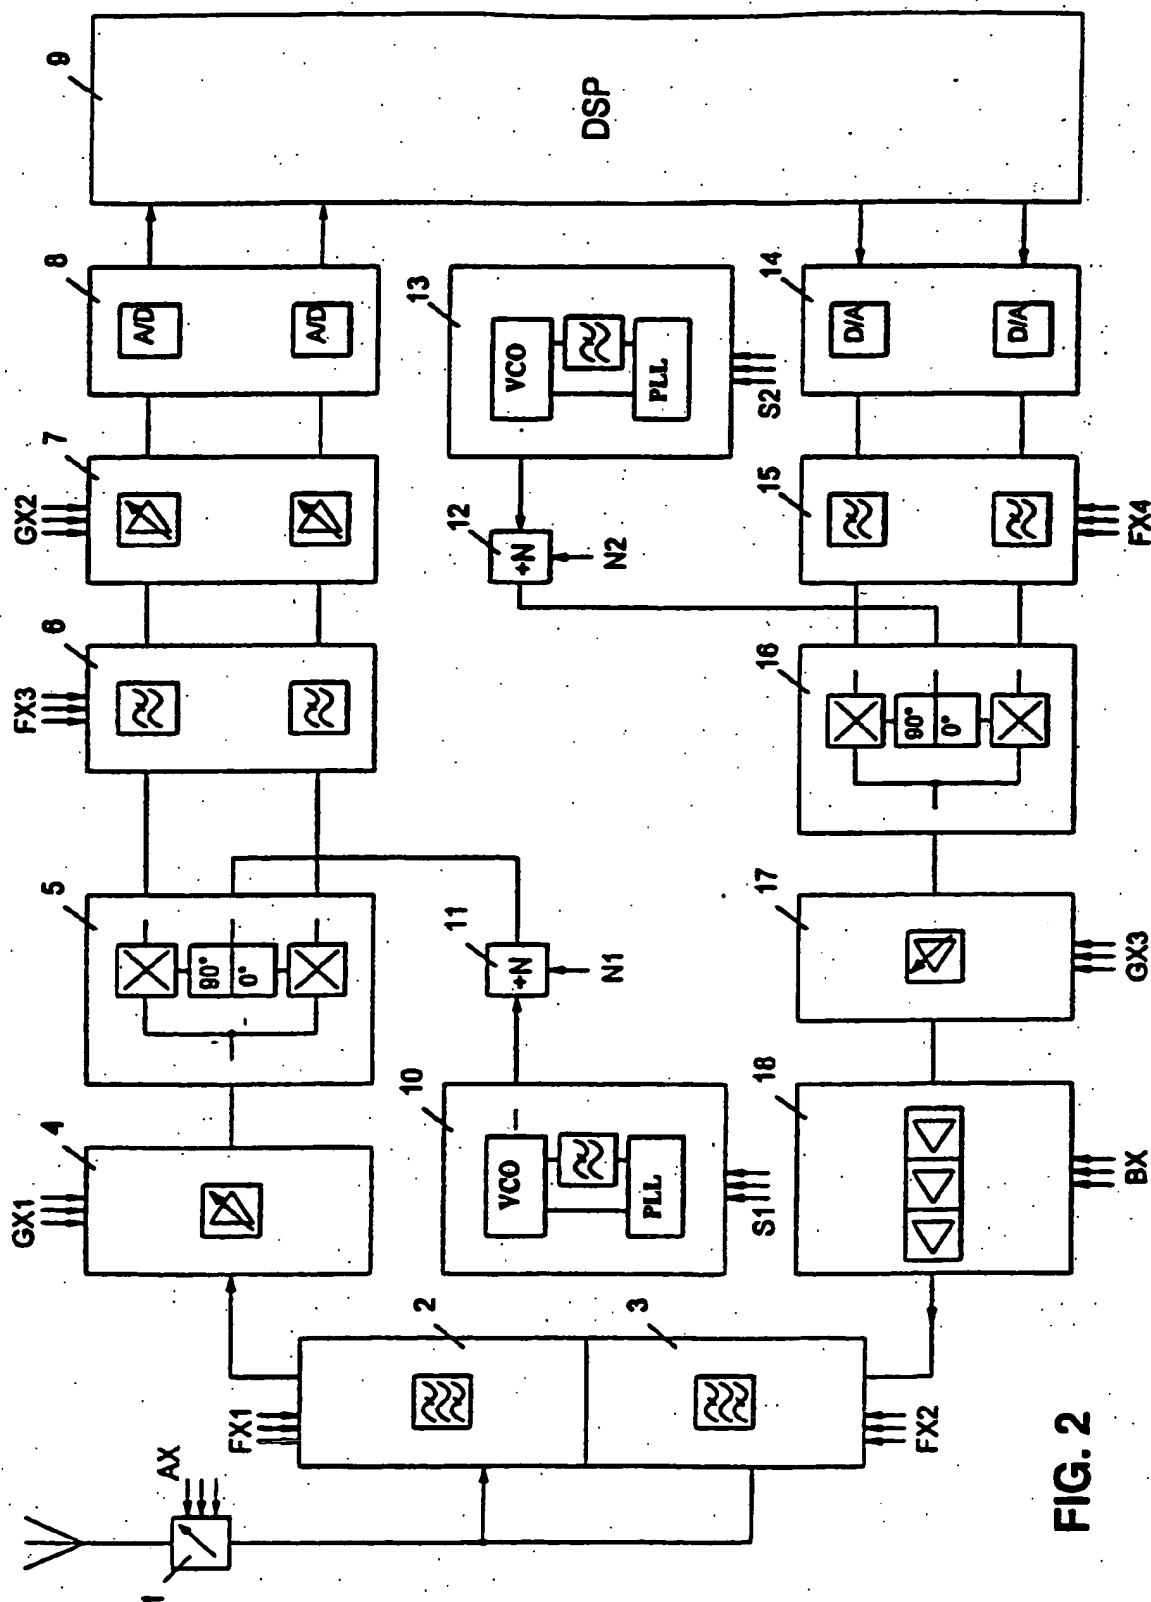 AX
1
FX1
2
3
FX2
GX1
4
5
90°
0°
FX3
6
GX2
7
8
A/D
A/D
9
DSP
10
VCO
PLL
S1
11
+N
N1
12
+N
N2
13
VCO
PLL
S2
14
D/A
D/A
15
FX4
16
90°
0°
17
GX3
18
BX
FIG. 2